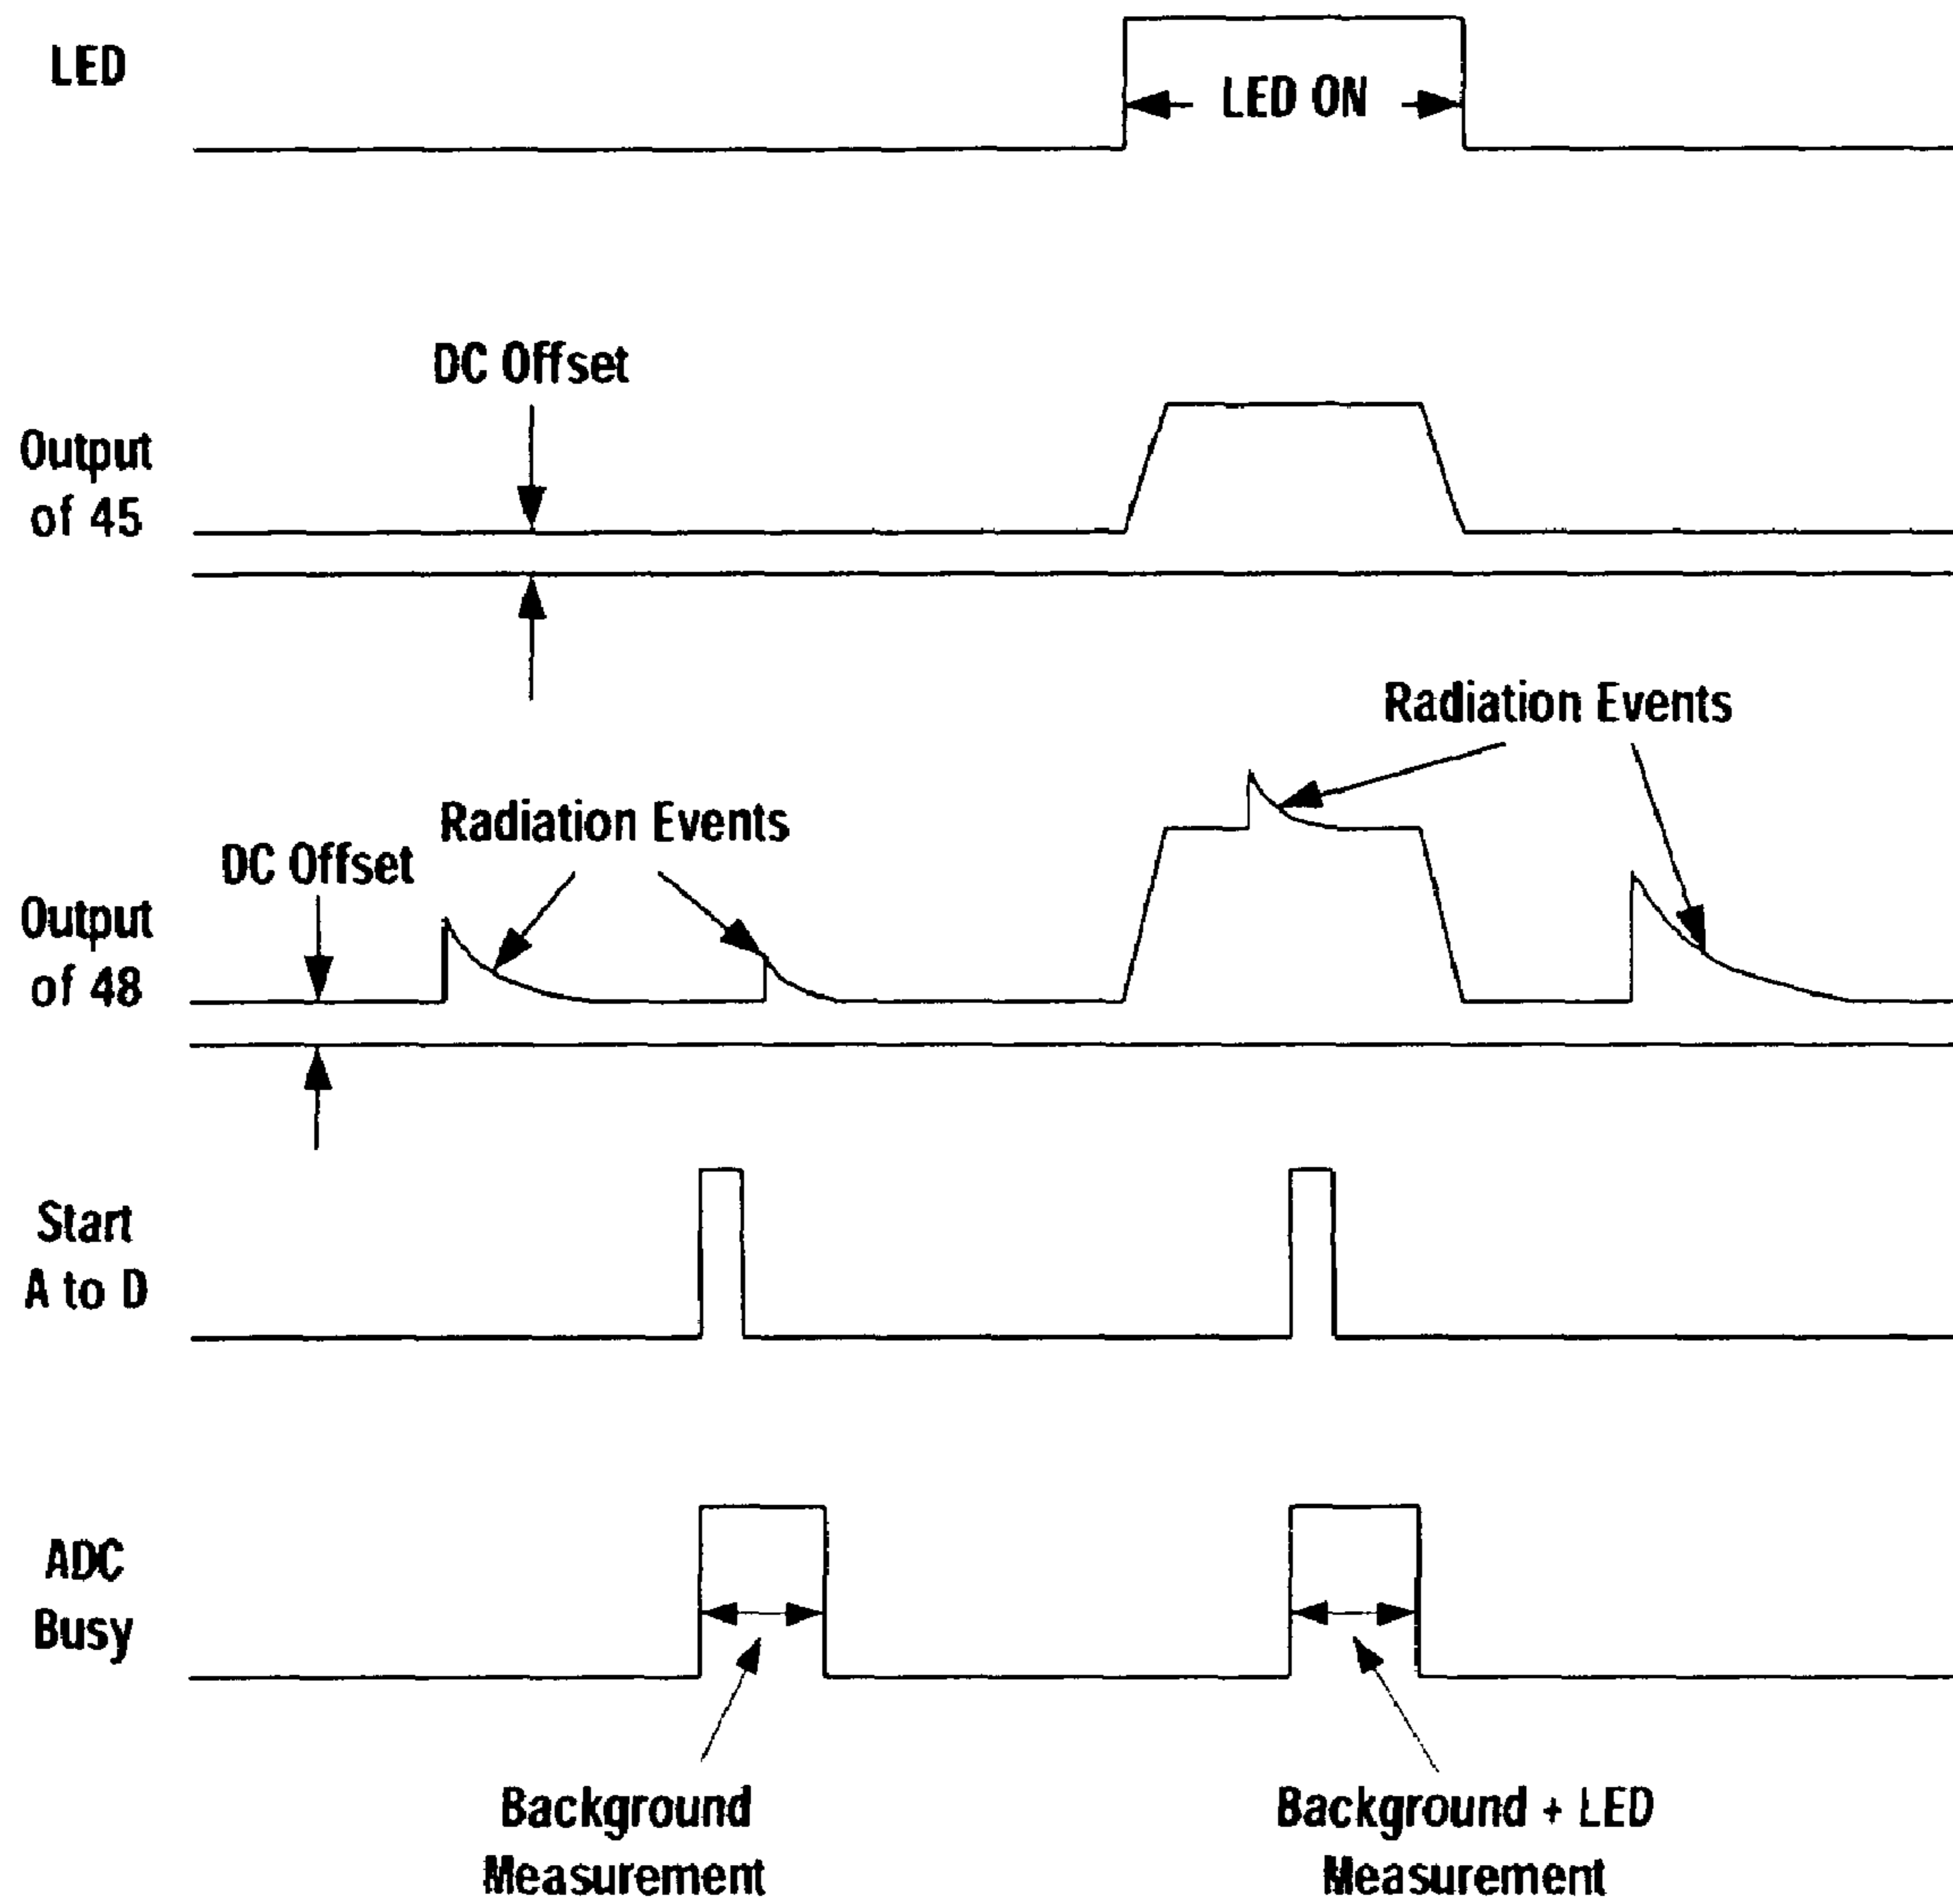 LED
LED ON
DC Offset
Output
of 45
Radiation Events
Radiation Events
DC Offset
Output
of 48
Start
A to D
ADC
Busy
Background
Measurement
Background + LED
Measurement